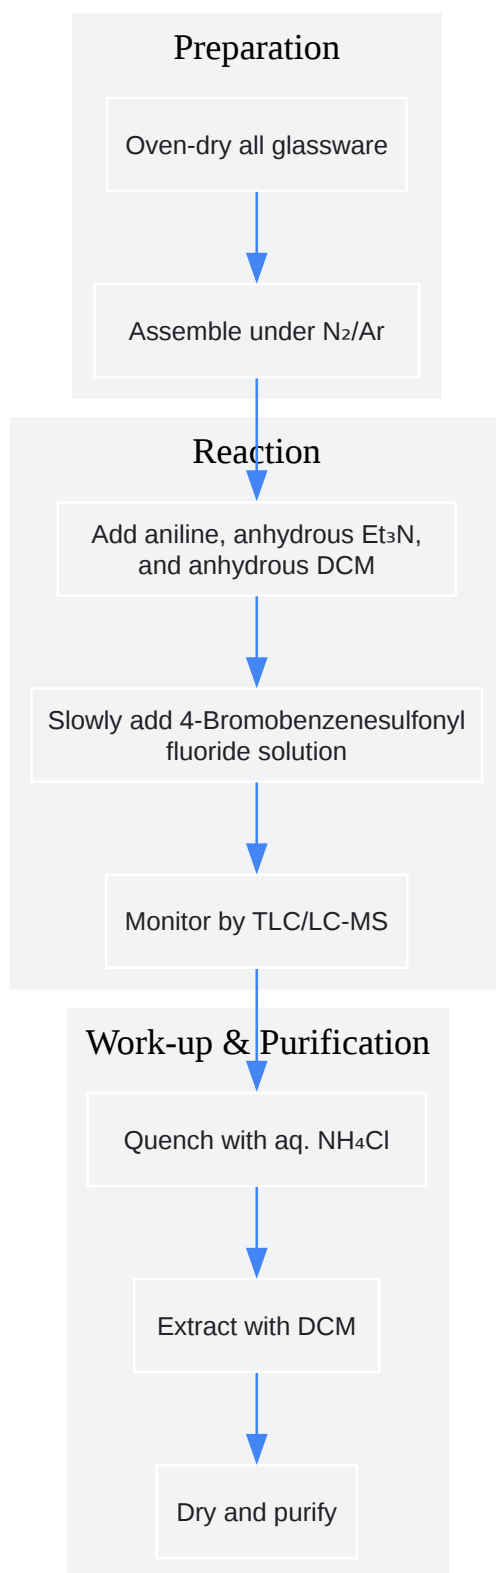 Preparation
Oven-dry all glassware
Assemble under N₂/Ar
Reaction
Add aniline, anhydrous Et₃N,
and anhydrous DCM
Slowly add 4-Bromobenzenesulfonyl
fluoride solution
Monitor by TLC/LC-MS
Work-up & Purification
Quench with aq. NH₄Cl
Extract with DCM
Dry and purify